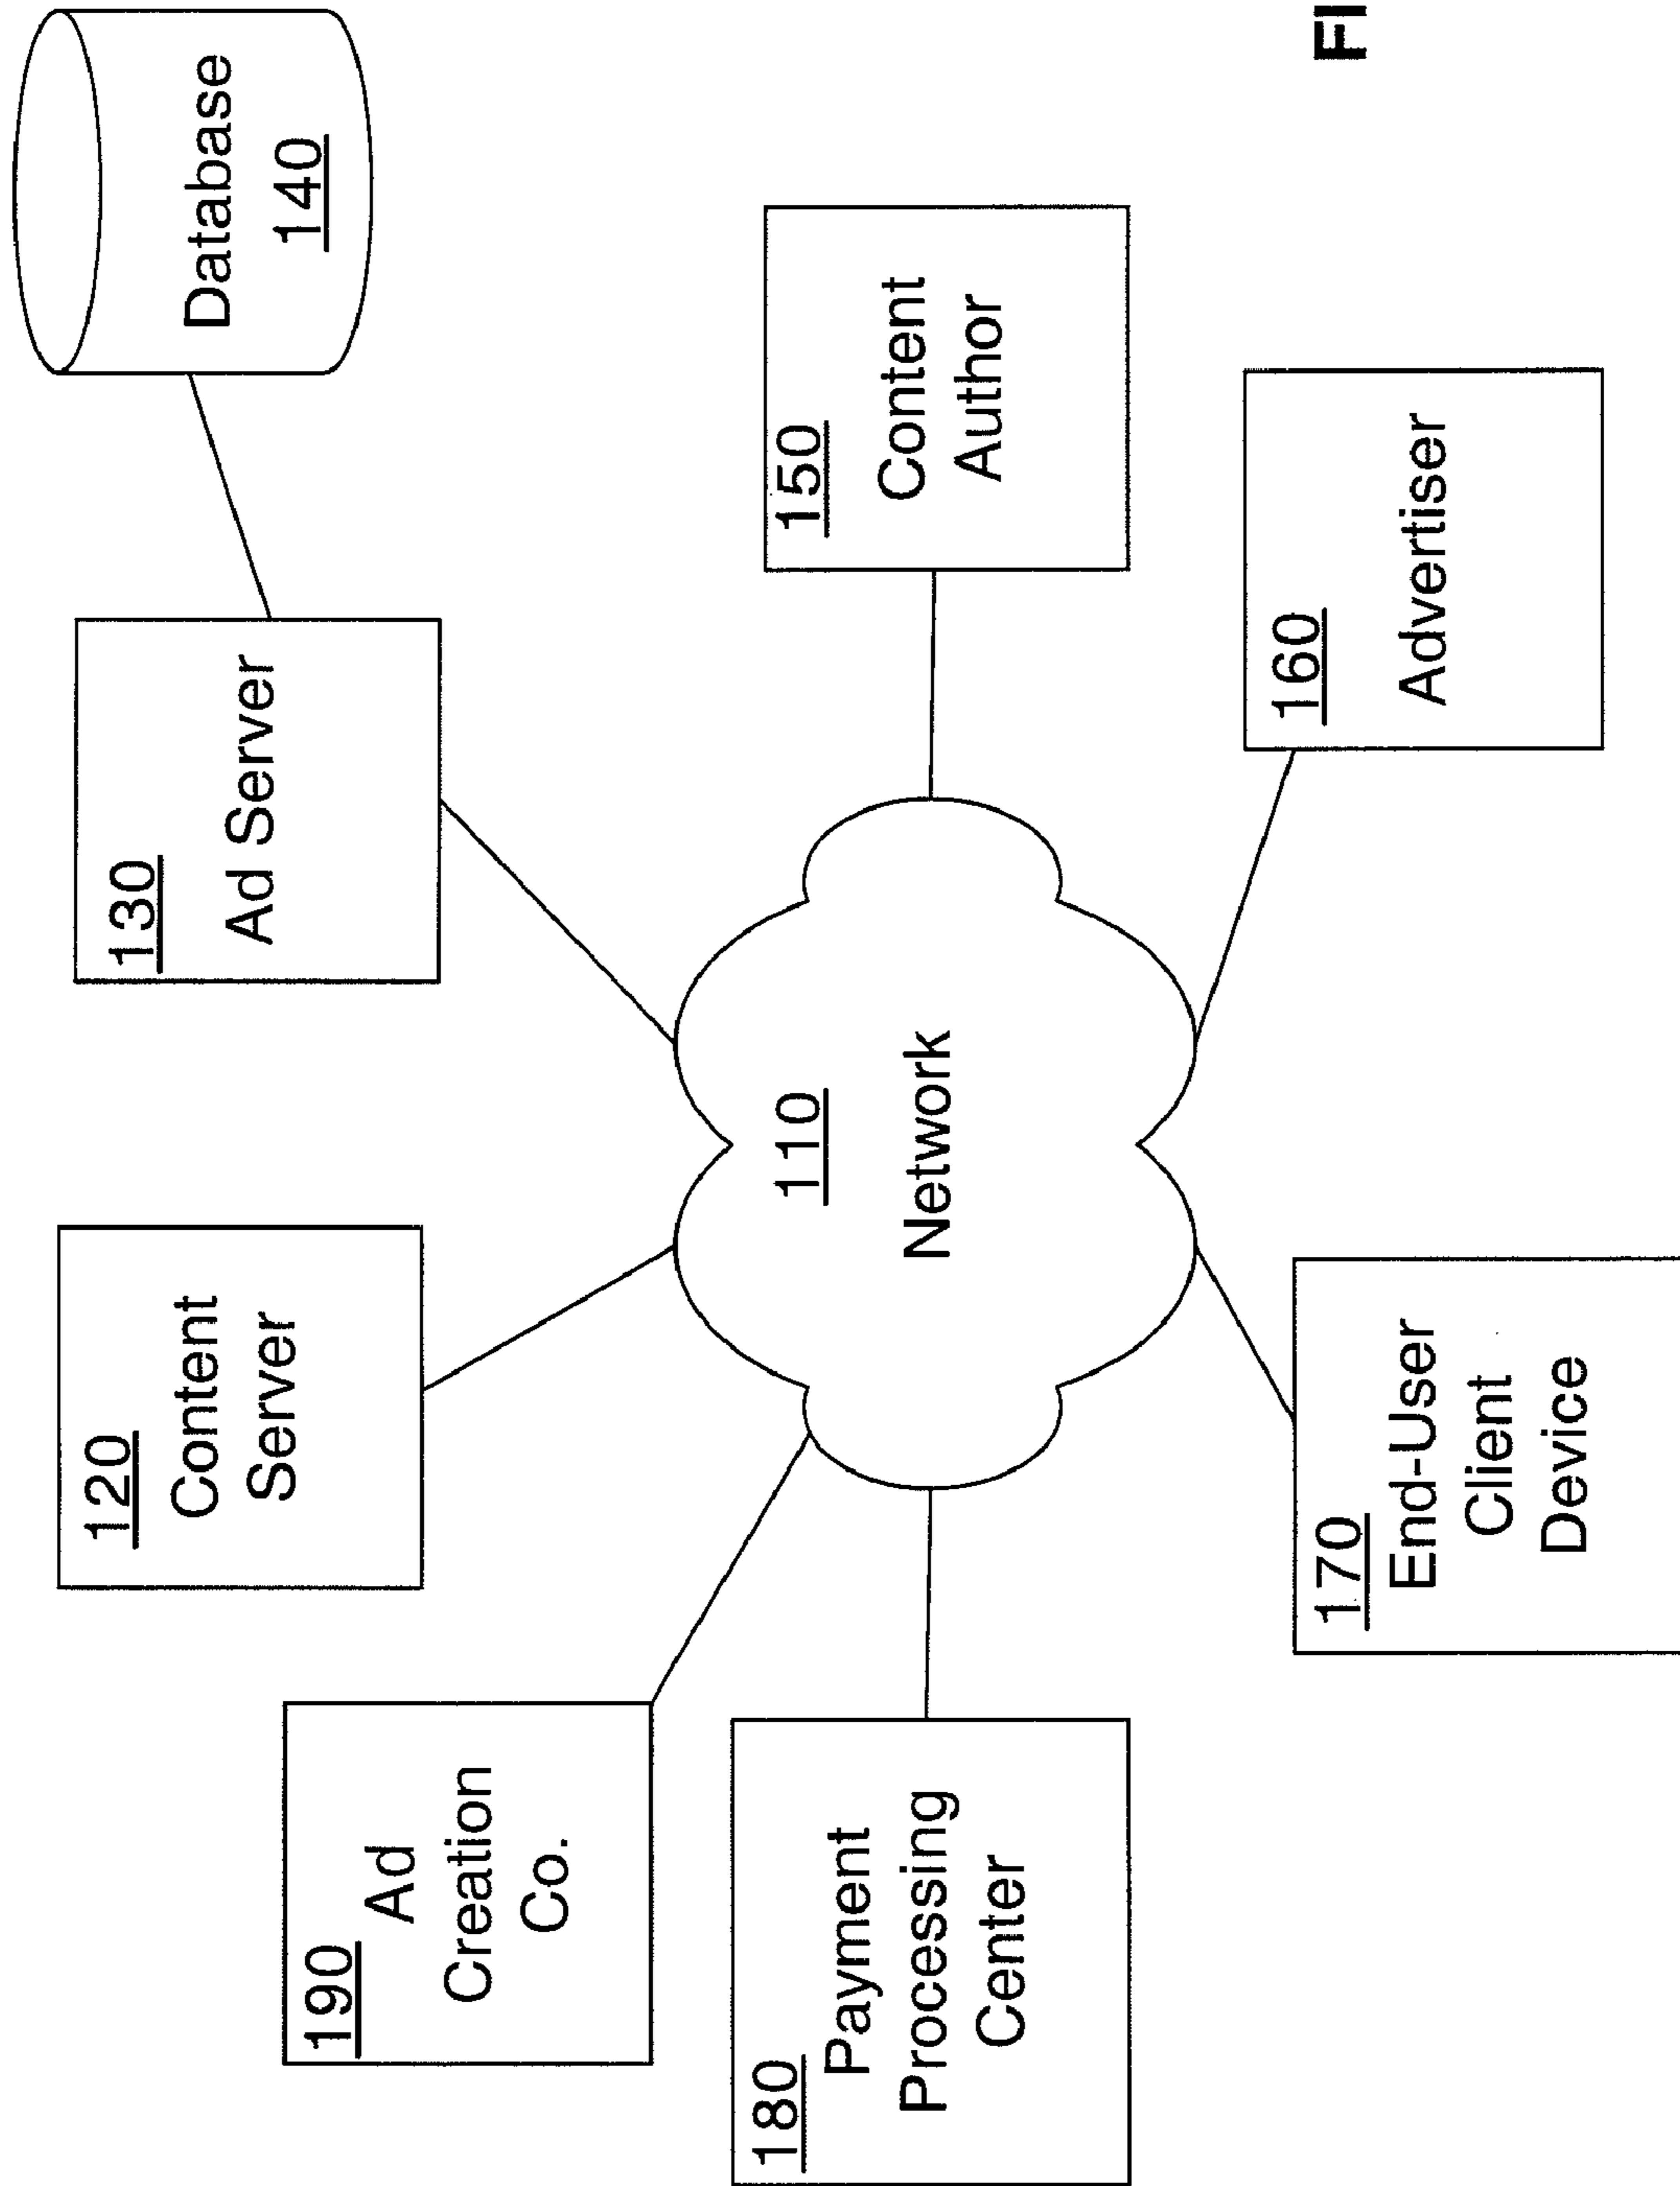 Database
140
130
Ad Server
120
Content
Server
190
Ad
Creation
Co.
110
Network
150
Content
Author
180
Payment
Processing
Center
170
End-User
Client
Device
160
Advertiser
FI